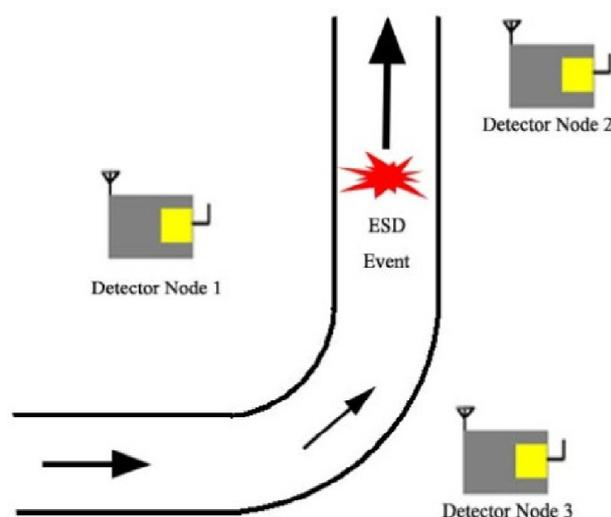 Detector Node 2
ESD
Event
Detector Node 1
Detector Node 3